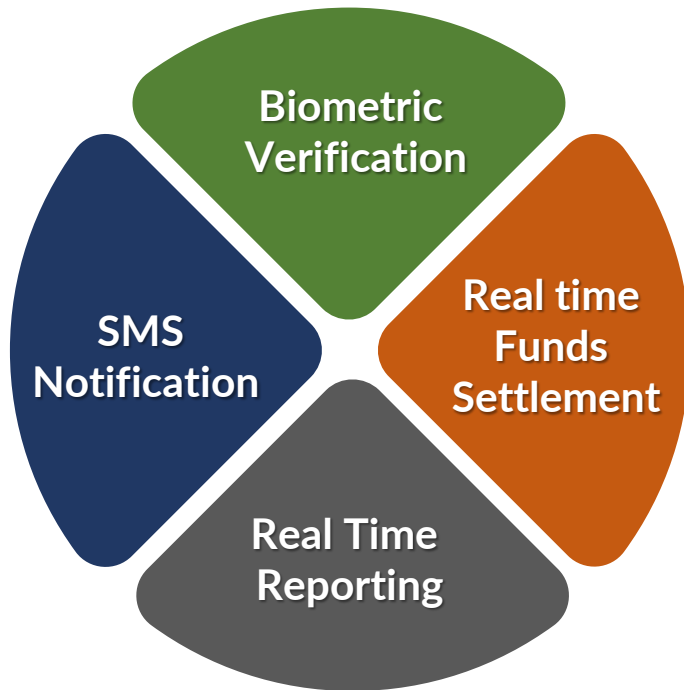 Biometric
Verification
Real time
Funds
Settlement
SMS
Notification
Real Time
Reporting